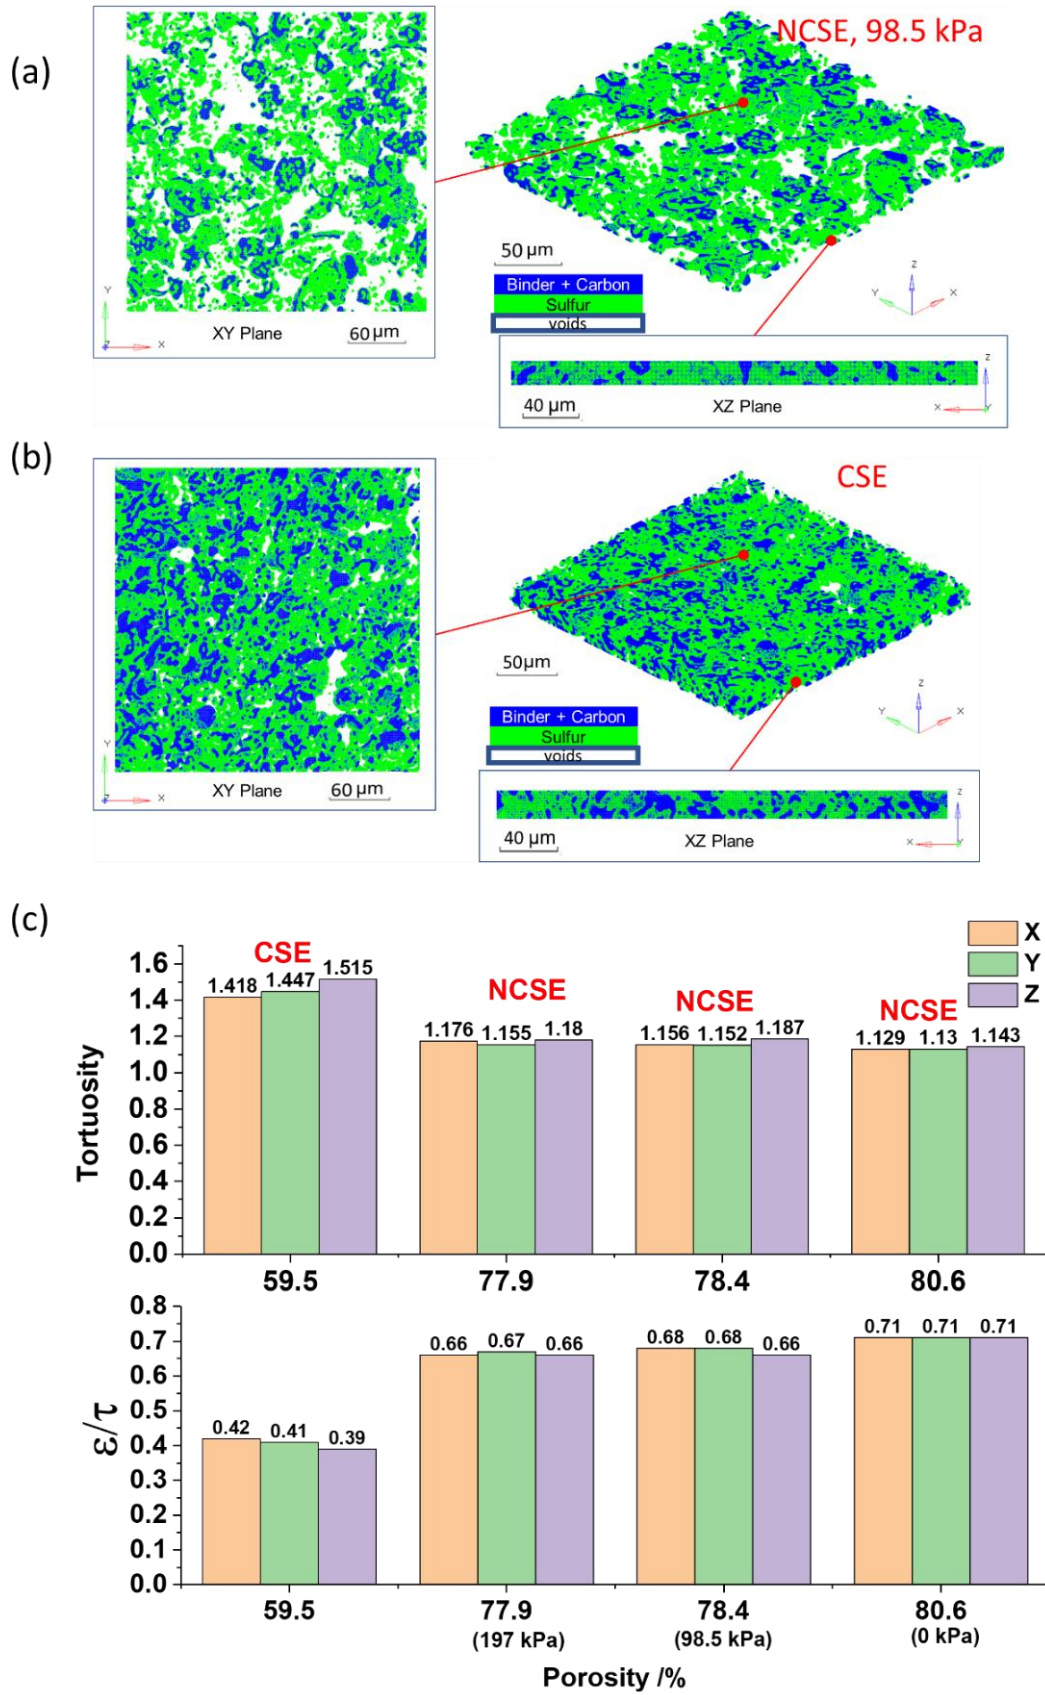 (a)
NCSE, 98.5 kPa
50 µm
Binder + Carbon
Sulfur
voids
Z
Y
X
Y
Z
X
XY Plane
60 µm
Z
X
Y
40 µm
XZ Plane
(b)
CSE
50µm
Binder + Carbon
Sulfur
voids
Z
Y
X
Y
Z
X
XY Plane
60 µm
Z
X
Y
40 µm
XZ Plane
(c)
X
Y
Z
Tortuosity
1.6
1.4
1.2
1.0
0.8
0.6
0.4
0.2
0.0
CSE
1.418 1.447 1.515
NCSE
1.176 1.155 1.18
NCSE
1.156 1.152 1.187
NCSE
1.129 1.13 1.143
59.5 77.9 78.4 80.6
ε/τ
0.8
0.7
0.6
0.5
0.4
0.3
0.2
0.1
0.0
0.42 0.41 0.39
0.66 0.67 0.66
0.68 0.68 0.66
0.71 0.71 0.71
59.5 77.9 78.4 80.6
(197 kPa) (98.5 kPa) (0 kPa)
Porosity /%